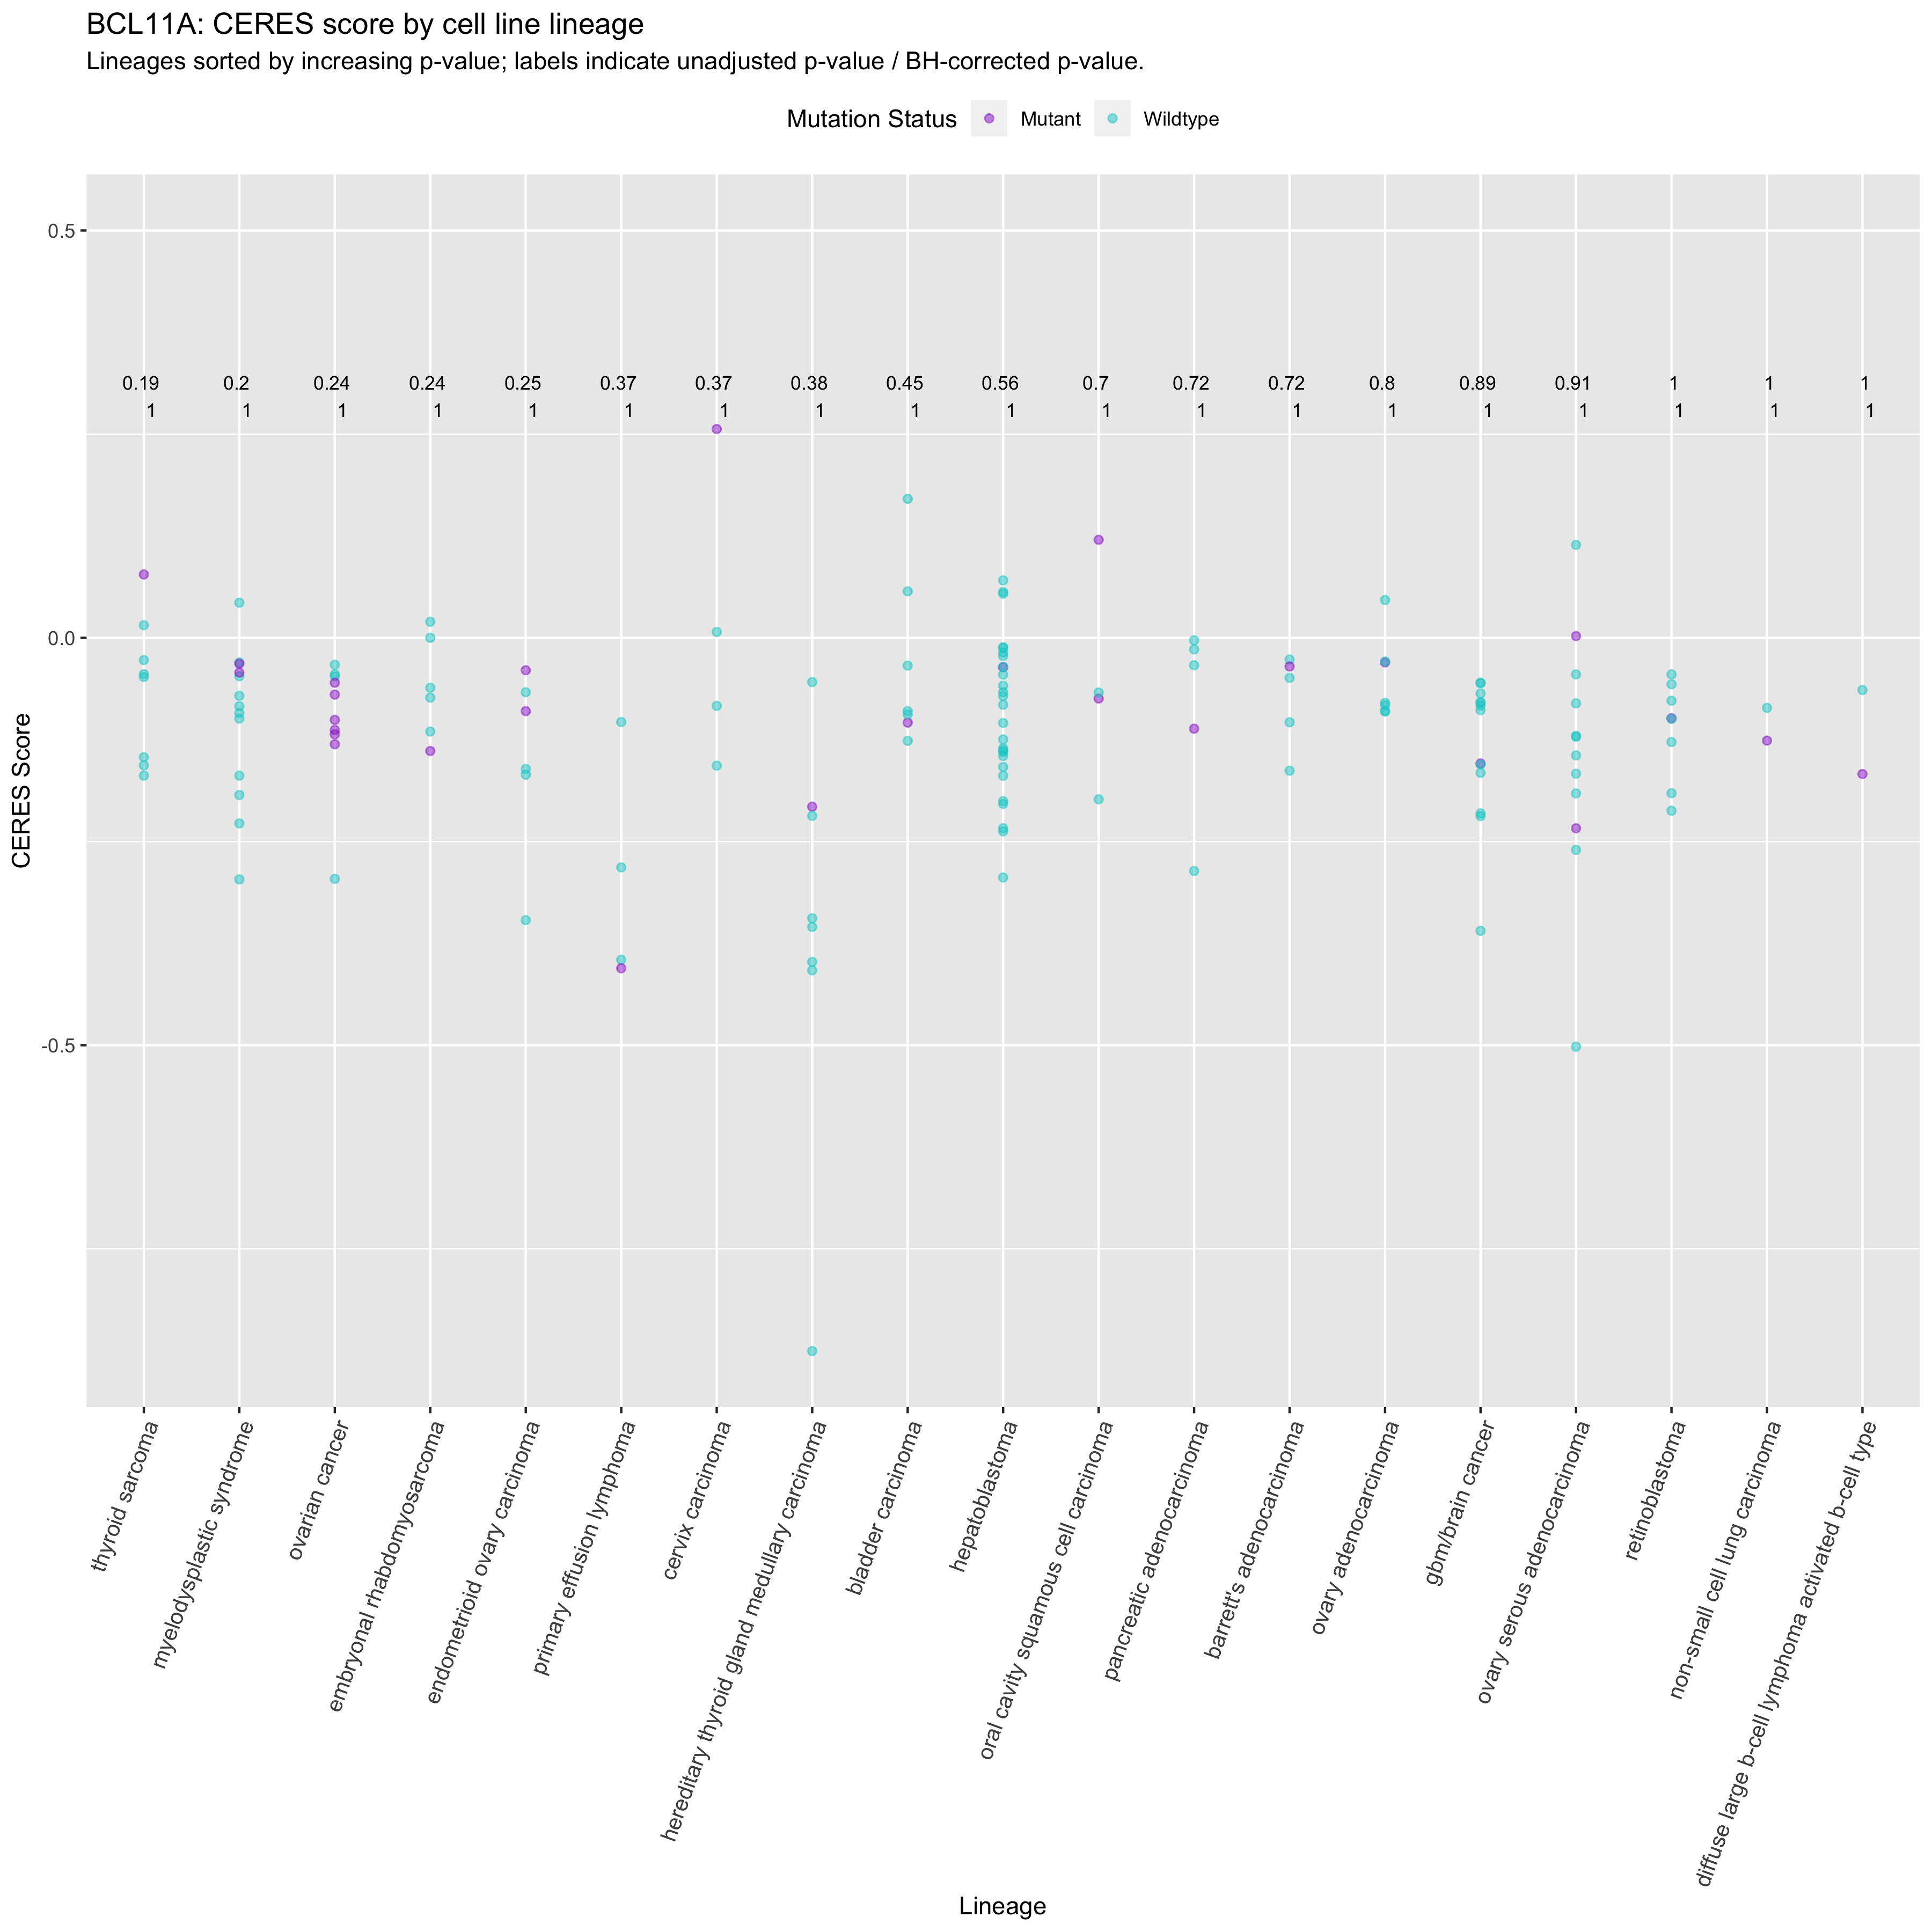 BCL11A: CERES score by cell line lineage
Lineages sorted by increasing p-value; labels indicate unadjusted p-value / BH-corrected p-value.
Mutation Status Mutant Wildtype
0.5
0.19 0.2 0.24 0.24 0.25 0.37 0.37 0.38 0.45 0.56 0.7 0.72 0.72 0.8 0.89 0.91 1 1 1
1 1 1 1 1 1 1 1 1 1 1 1 1 1 1 1 1 1 1
0.0
CERES Score
-0.5
thyroid sarcoma
myelodysplastic syndrome
ovarian cancer
embryonal rhabdomyosarcoma
endometrioid ovary carcinoma
primary effusion lymphoma
cervix carcinoma
hereditary thyroid gland medullary carcinoma
bladder carcinoma
hepatoblastoma
oral cavity squamous cell carcinoma
pancreatic adenocarcinoma
barrett's adenocarcinoma
ovary adenocarcinoma
gbm/brain cancer
ovary serous adenocarcinoma
retinoblastoma
non-small cell lung carcinoma
diffuse large b-cell lymphoma activated b-cell type
Lineage